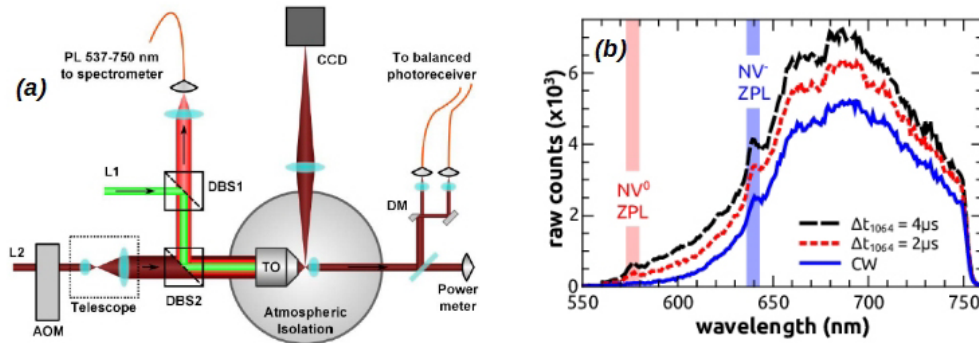 (a)
PL 537-750 nm
to spectrometer
CCD
To balanced
photoreceiver
L1
DBS1
DM
L2
TO
Telescope
DBS2
Power
meter
AOM
Atmospheric
Isolation
(b)
raw counts (x10³)
6
4
2
0
NV⁻
ZPL
NV⁰
ZPL
Δt₁₀₆₄ = 4μs
Δt₁₀₆₄ = 2μs
CW
550
600
650
700
750
wavelength (nm)